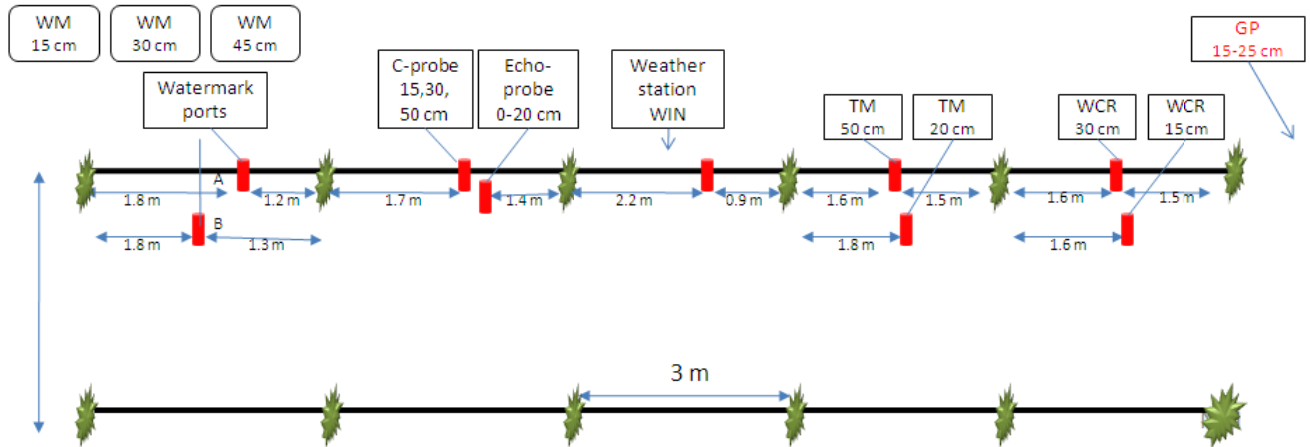 WM
15 cm
WM
30 cm
WM
45 cm
GP
15-25 cm
Watermark
ports
C-probe
15,30,
50 cm
Echo-
probe
0-20 cm
Weather
station
WIN
TM
50 cm
TM
20 cm
WCR
30 cm
WCR
15cm
A
1.8 m
1.2 m
1.7 m
1.4 m
2.2 m
0.9 m
1.6 m
1.5 m
1.6 m
1.5 m
B
1.8 m
1.3 m
1.8 m
1.6 m
3 m